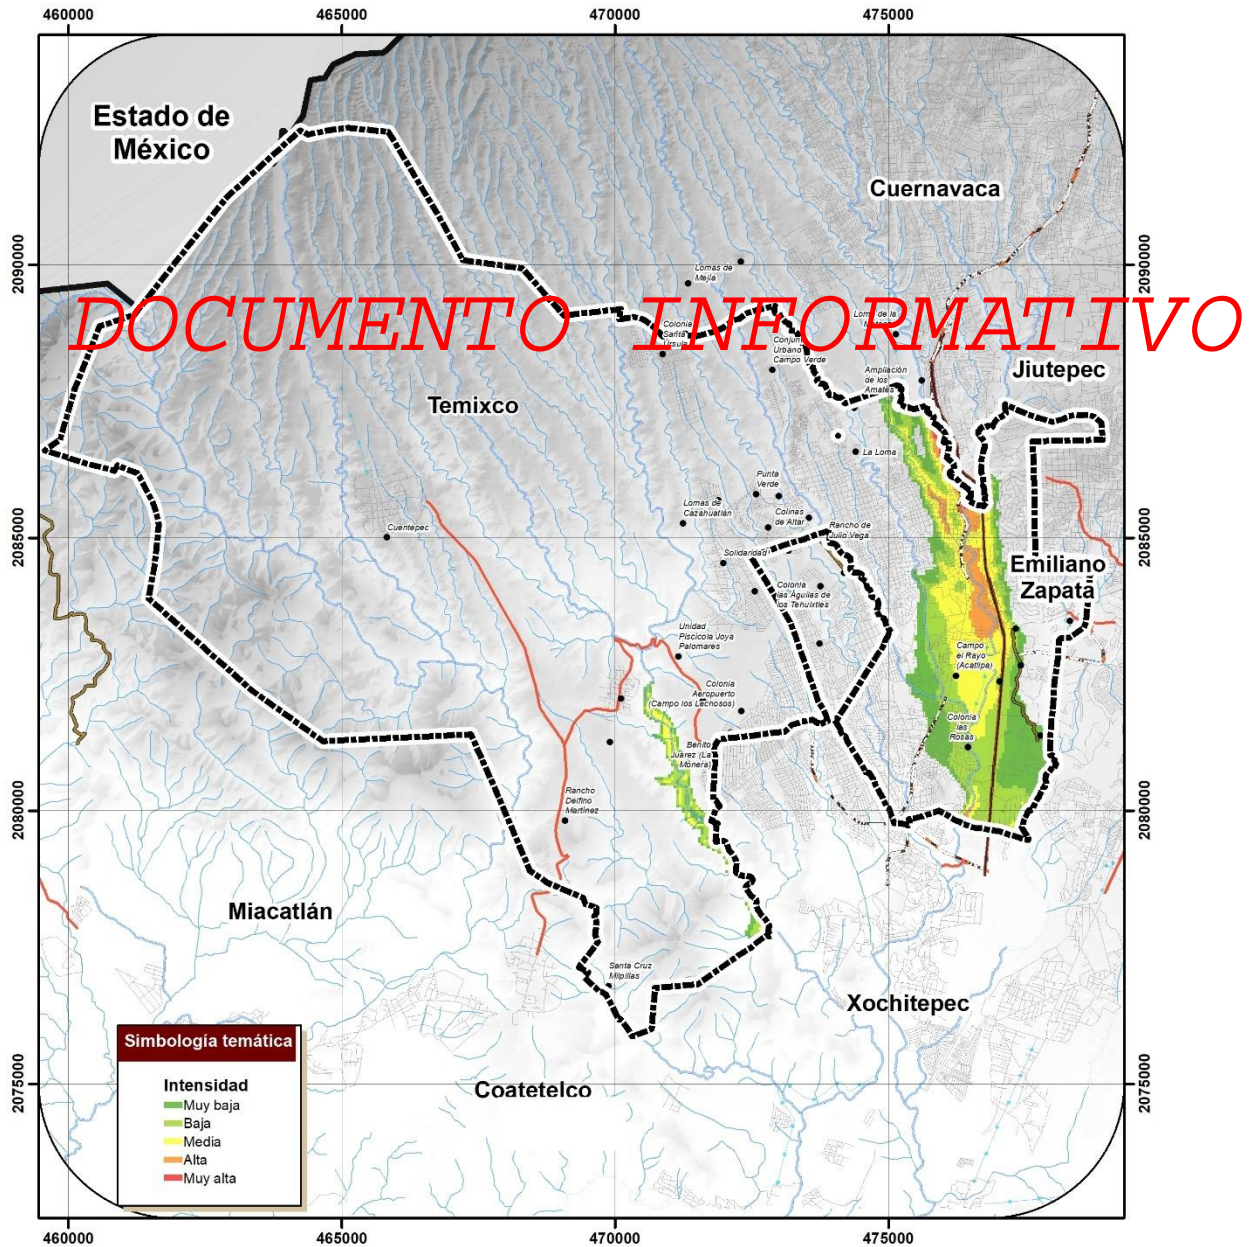 460000
465000
470000
475000
Estado de
México
Cuernavaca
2090000
2090000
Lomas de
Mejía
DOCUMENTO INFORMATIVO
Colonia
Santa
Úrsula
Loma de la
Conjunto
Urbano
Campo Verde
Jiutepec
Ampliación
de los
Amates
Temixco
La Loma
Punta
Verde
Lomas de
Cazahuatlán
Colinas
de Altar
Cuentepec
Rancho de
Julio Vega
2085000
2085000
Solidaridad
Emiliano
Zapata
Colonia
las Águilas de
los Tehuixtles
Unidad
Piscícola Joya
Palomares
Campo
el Rayo
(Acatlipa)
Colonia
Aeropuerto
(Campo los Lechosos)
Colonia
las
Rosas
Benito
Juárez (La
Monera)
Rancho
Delfino
Martínez
2080000
2080000
Miacatlán
Santa Cruz
Milpillas
Xochitepec
Simbología temática
Intensidad
Muy baja
Baja
Media
Alta
Muy alta
2075000
2075000
Coatetelco
460000
465000
470000
475000